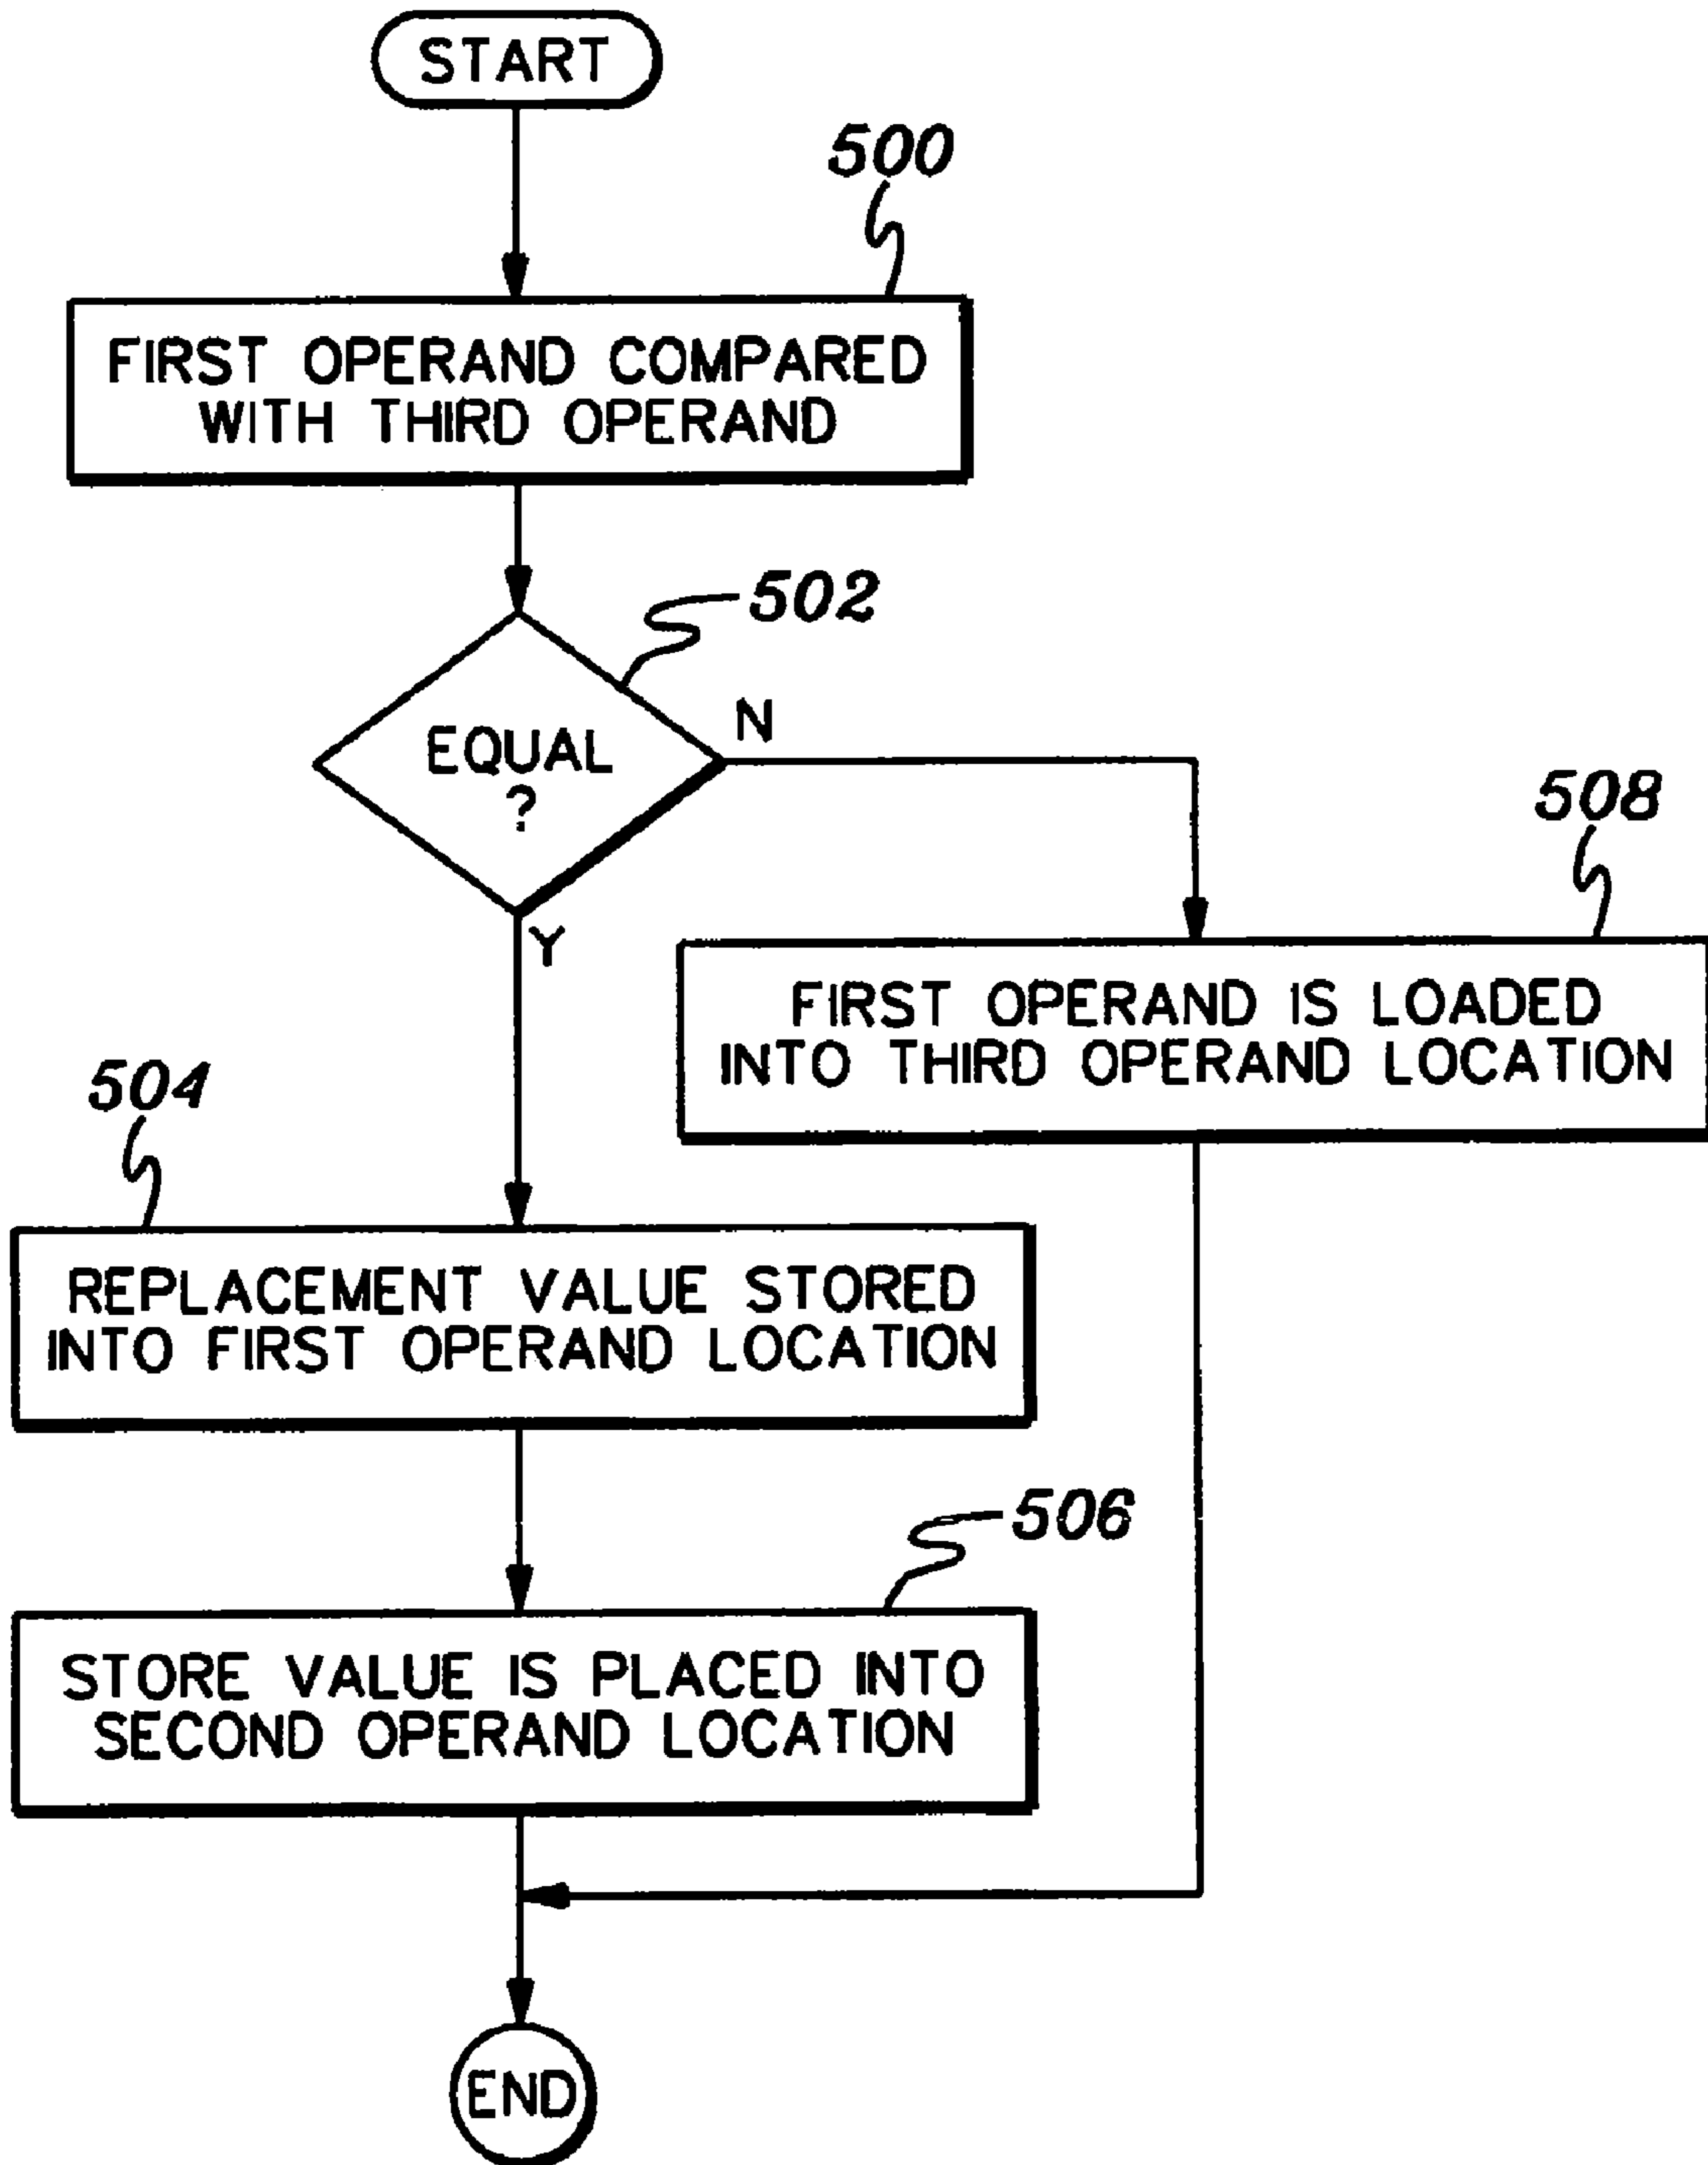 START
500
FIRST OPERAND COMPARED
WITH THIRD OPERAND
502
EQUAL
?
N
Y
508
FIRST OPERAND IS LOADED
INTO THIRD OPERAND LOCATION
504
REPLACEMENT VALUE STORED
INTO FIRST OPERAND LOCATION
506
STORE VALUE IS PLACED INTO
SECOND OPERAND LOCATION
END